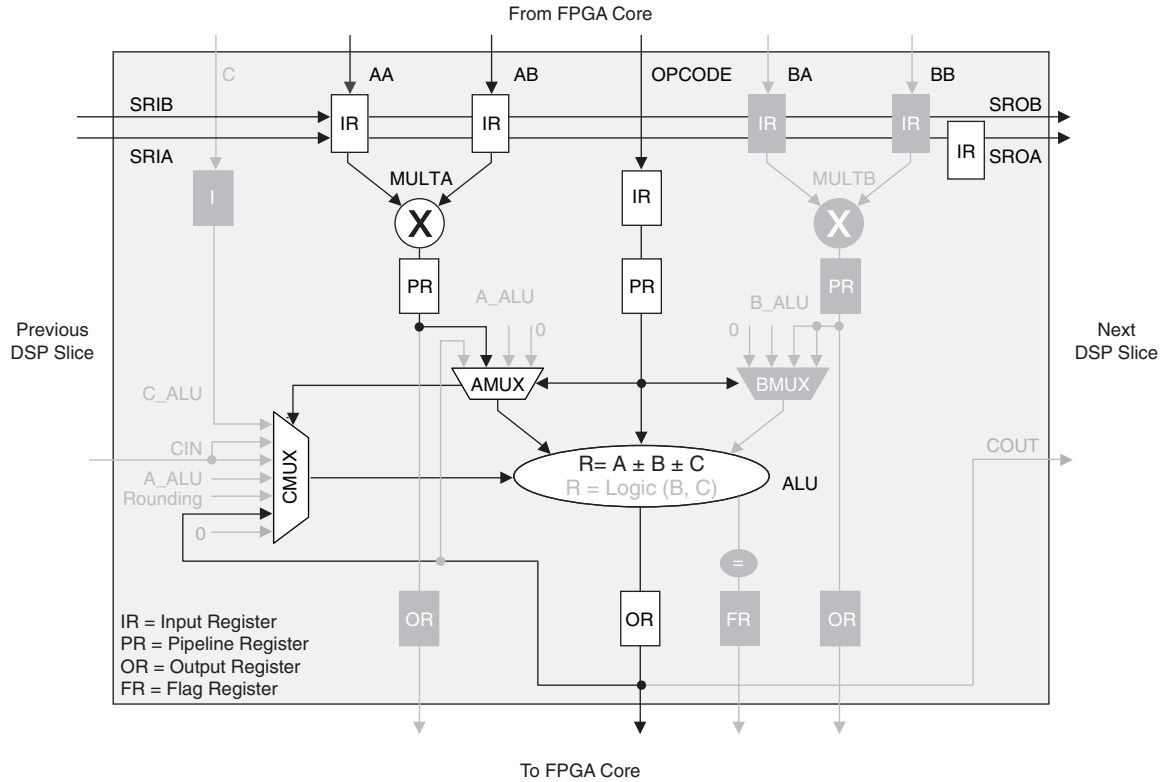 From FPGA Core
C
AA
AB
OPCODE
BA
BB
SRIB
SROB
IR
IR
IR
IR
SRIA
IR
SROA
MULTA
MULTB
I
IR
X
X
PR
PR
PR
A_ALU
B_ALU
0
0
Previous
DSP Slice
Next
DSP Slice
AMUX
BMUX
C_ALU
CIN
COUT
A_ALU
Rounding
0
CMUX
R= A ± B ± C
R = Logic (B, C)
ALU
=
OR
OR
FR
OR
IR = Input Register
PR = Pipeline Register
OR = Output Register
FR = Flag Register
To FPGA Core